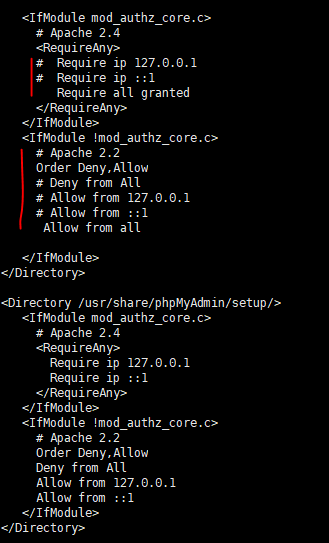 <IfModule mod_authz_core.c>
# Apache 2.4
<RequireAny>
#  Require ip 127.0.0.1
#  Require ip ::1
Require all granted
</RequireAny>
</IfModule>
<IfModule !mod_authz_core.c>
# Apache 2.2
Order Deny,Allow
# Deny from All
# Allow from 127.0.0.1
# Allow from ::1
Allow from all
</IfModule>
</Directory>
<Directory /usr/share/phpMyAdmin/setup/>
<IfModule mod_authz_core.c>
# Apache 2.4
<RequireAny>
Require ip 127.0.0.1
Require ip ::1
</RequireAny>
</IfModule>
<IfModule !mod_authz_core.c>
# Apache 2.2
Order Deny,Allow
Deny from All
Allow from 127.0.0.1
Allow from ::1
</IfModule>
</Directory>